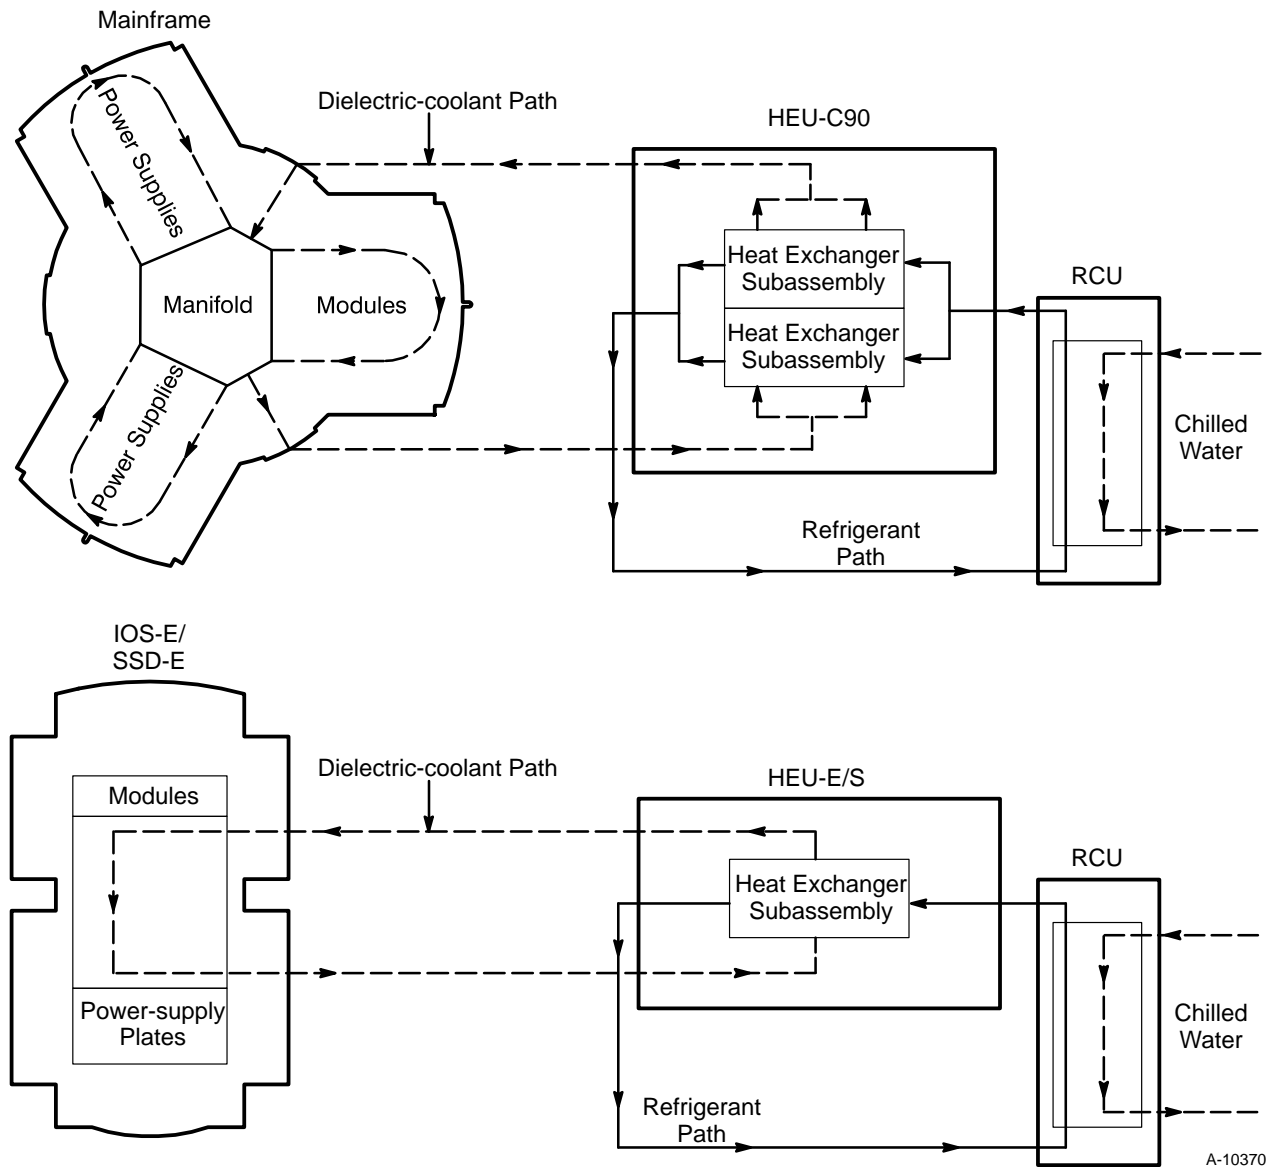 Mainframe
Dielectric-coolant Path
HEU-C90
Power Supplies
Heat Exchanger
Subassembly
RCU
Manifold
Modules
Heat Exchanger
Subassembly
Power Supplies
Chilled
Water
Refrigerant
Path
IOS-E/
SSD-E
Dielectric-coolant Path
HEU-E/S
Modules
RCU
Heat Exchanger
Subassembly
Power-supply
Plates
Chilled
Water
Refrigerant
Path
A-10370